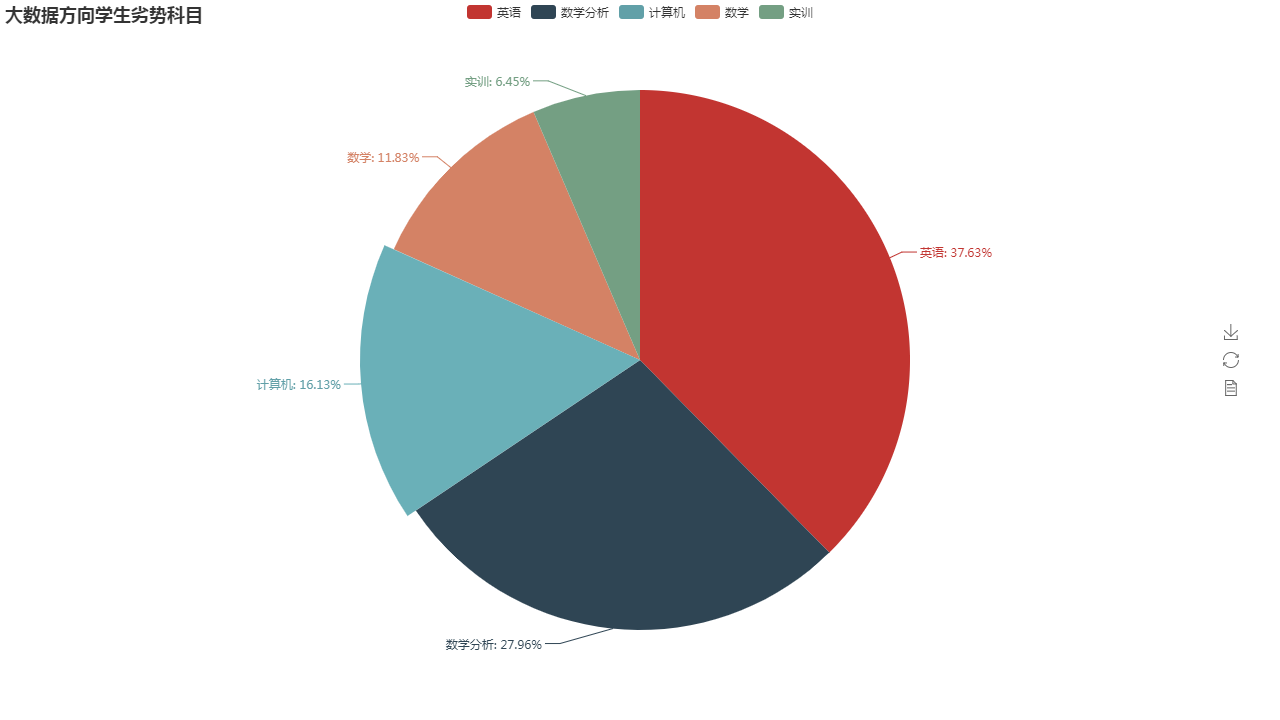 大数据方向学生劣势科目
英语 数学分析 计算机 数学 实训
实训: 6.45%
数学: 11.83%
英语: 37.63%
计算机: 16.13%
数学分析: 27.96%